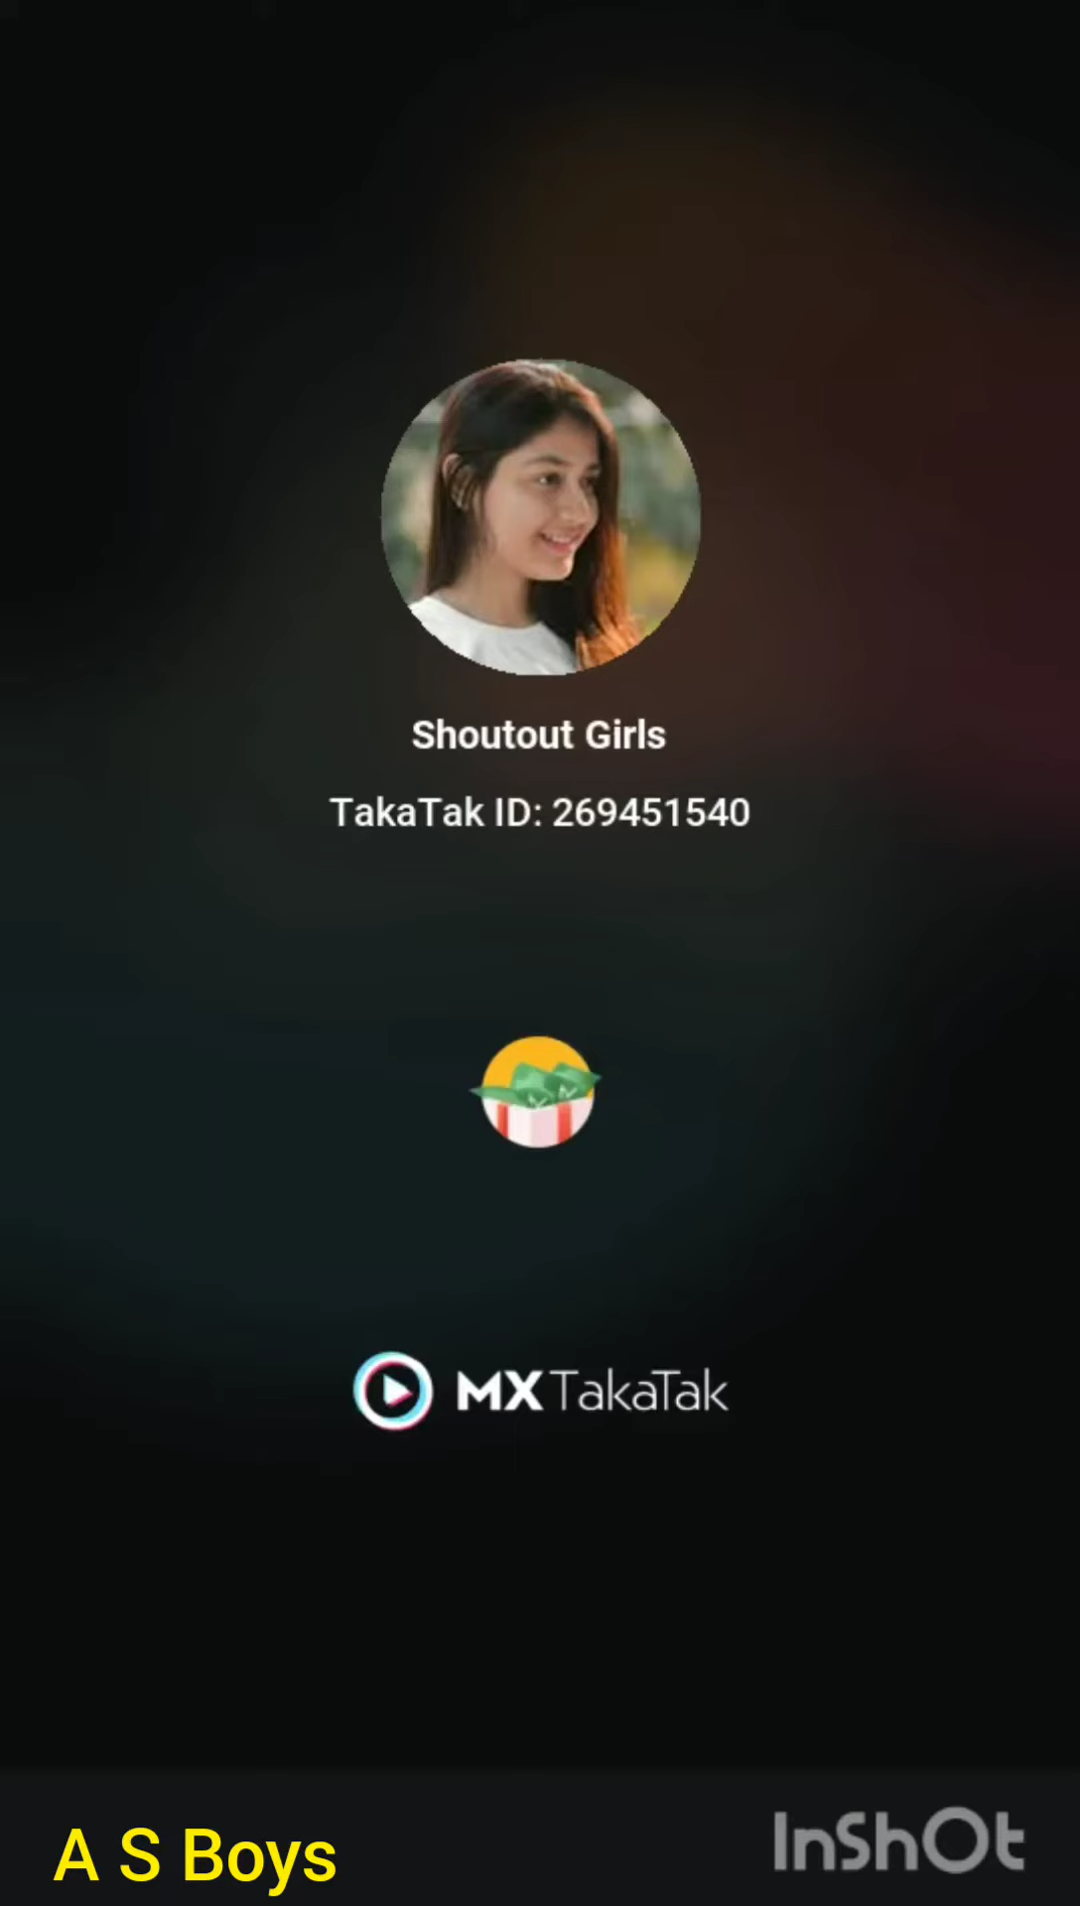 Shoutout Girls
TakaTak ID: 269451540
MX TakaTak
A S Boys
InShOt